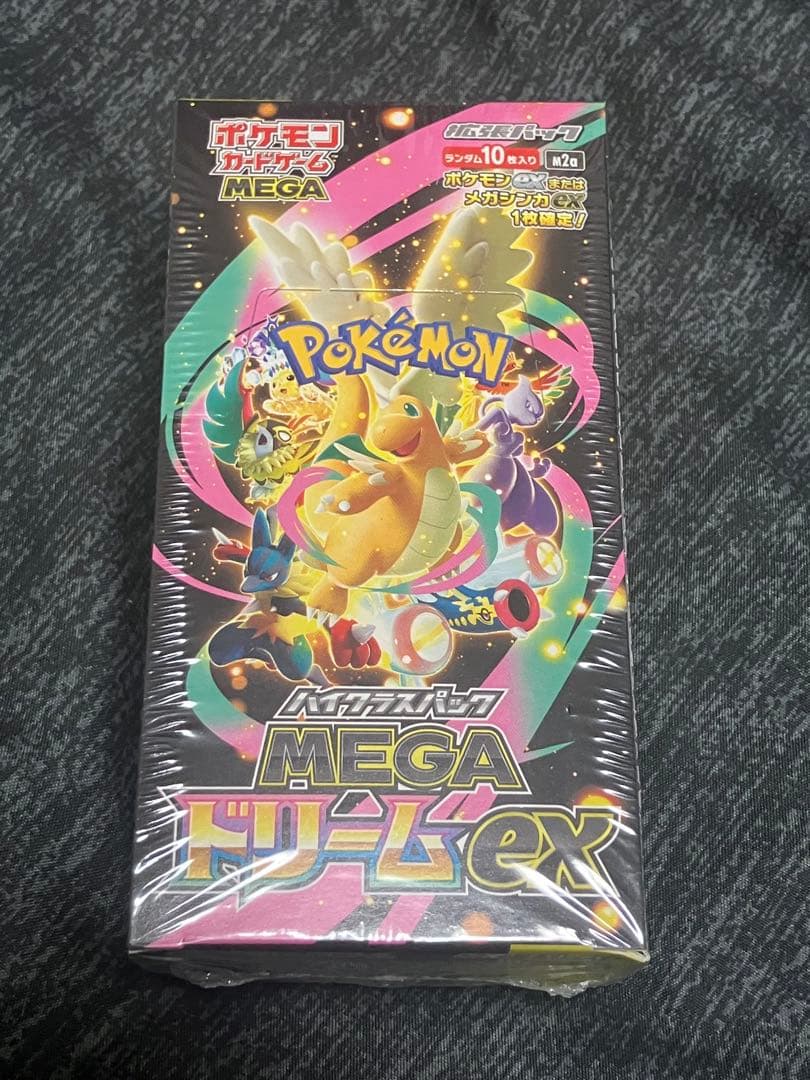 ポケモン
カードゲーム
MEGA
拡張パック
ランダム10枚入り M2a
ポケモンexまたは
メガシンカex
1枚確定!
POKÉMON
TM
ハイクラスパック
MEGA
ドリームex